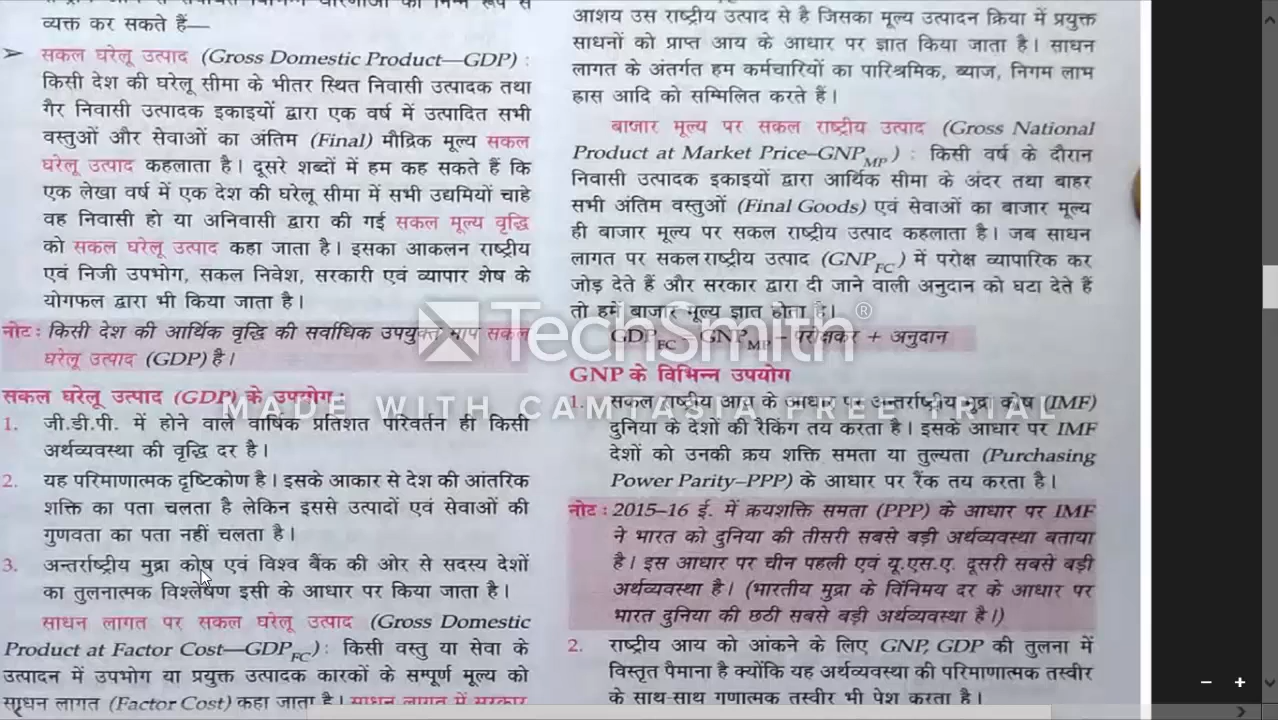 व्यक्त कर सकते हैं—
➢ सकल घरेलू उत्पाद (Gross Domestic Product—GDP) :
किसी देश की घरेलू सीमा के भीतर स्थित निवासी उत्पादक तथा
गैर निवासी उत्पादक इकाइयों द्वारा एक वर्ष में उत्पादित सभी
वस्तुओं और सेवाओं का अंतिम (Final) मौद्रिक मूल्य सकल
घरेलू उत्पाद कहलाता है। दूसरे शब्दों में हम कह सकते हैं कि
एक लेखा वर्ष में एक देश की घरेलू सीमा में सभी उद्यमियों चाहे
वह निवासी हो या अनिवासी द्वारा की गई सकल मूल्य वृद्धि
को सकल घरेलू उत्पाद कहा जाता है। इसका आकलन राष्ट्रीय
एवं निजी उपभोग, सकल निवेश, सरकारी एवं व्यापार शेष के
योगफल द्वारा भी किया जाता है।
नोट : किसी देश की आर्थिक वृद्धि की सर्वाधिक उपयुक्त माप सकल
घरेलू उत्पाद (GDP) है।
सकल घरेलू उत्पाद (GDP) के उपयोग :
1. जी.डी.पी. में होने वाले वार्षिक प्रतिशत परिवर्तन ही किसी
अर्थव्यवस्था की वृद्धि दर है।
2. यह परिमाणात्मक दृष्टिकोण है। इसके आकार से देश की आंतरिक
शक्ति का पता चलता है लेकिन इससे उत्पादों एवं सेवाओं की
गुणवता का पता नहीं चलता है।
3. अन्तर्राष्ट्रीय मुद्रा कोष एवं विश्व बैंक की ओर से सदस्य देशों
का तुलनात्मक विश्लेषण इसी के आधार पर किया जाता है।
साधन लागत पर सकल घरेलू उत्पाद (Gross Domestic
Product at Factor Cost—GDPFC) : किसी वस्तु या सेवा के
उत्पादन में उपभोग या प्रयुक्त उत्पादक कारकों के सम्पूर्ण मूल्य को
साधन लागत (Factor Cost) कहा जाता है। साधन लागत में सरकार
आशय उस राष्ट्रीय उत्पाद से है जिसका मूल्य उत्पादन क्रिया में प्रयुक्त
साधनों को प्राप्त आय के आधार पर ज्ञात किया जाता है। साधन
लागत के अंतर्गत हम कर्मचारियों का पारिश्रमिक, ब्याज, निगम लाभ
ह्रास आदि को सम्मिलित करते हैं।
बाजार मूल्य पर सकल राष्ट्रीय उत्पाद (Gross National
Product at Market Price–GNPMP) : किसी वर्ष के दौरान
निवासी उत्पादक इकाइयों द्वारा आर्थिक सीमा के अंदर तथा बाहर
सभी अंतिम वस्तुओं (Final Goods) एवं सेवाओं का बाजार मूल्य
ही बाजार मूल्य पर सकल राष्ट्रीय उत्पाद कहलाता है। जब साधन
लागत पर सकल राष्ट्रीय उत्पाद (GNPFC) में परोक्ष व्यापारिक कर
जोड़ देते हैं और सरकार द्वारा दी जाने वाली अनुदान को घटा देते हैं
तो हमें बाजार मूल्य ज्ञात होता है।
GDPFC = GNPMP – परोक्षकर + अनुदान
GNP के विभिन्न उपयोग
1. सकल राष्ट्रीय आय के आधार पर अन्तर्राष्ट्रीय मुद्रा कोष (IMF)
दुनिया के देशों की रैंकिंग तय करता है। इसके आधार पर IMF
देशों को उनकी क्रय शक्ति समता या तुल्यता (Purchasing
Power Parity–PPP) के आधार पर रैंक तय करता है।
नोट : 2015–16 ई. में क्रयशक्ति समता (PPP) के आधार पर IMF
ने भारत को दुनिया की तीसरी सबसे बड़ी अर्थव्यवस्था बताया
है। इस आधार पर चीन पहली एवं यू.एस.ए. दूसरी सबसे बड़ी
अर्थव्यवस्था है। (भारतीय मुद्रा के विनिमय दर के आधार पर
भारत दुनिया की छठी सबसे बड़ी अर्थव्यवस्था है।)
2. राष्ट्रीय आय को आंकने के लिए GNP, GDP की तुलना में
विस्तृत पैमाना है क्योंकि यह अर्थव्यवस्था की परिमाणात्मक तस्वीर
के साथ-साथ गुणात्मक तस्वीर भी पेश करता है।
TechSmith®
MADE WITH CAMTASIA FREE TRIAL